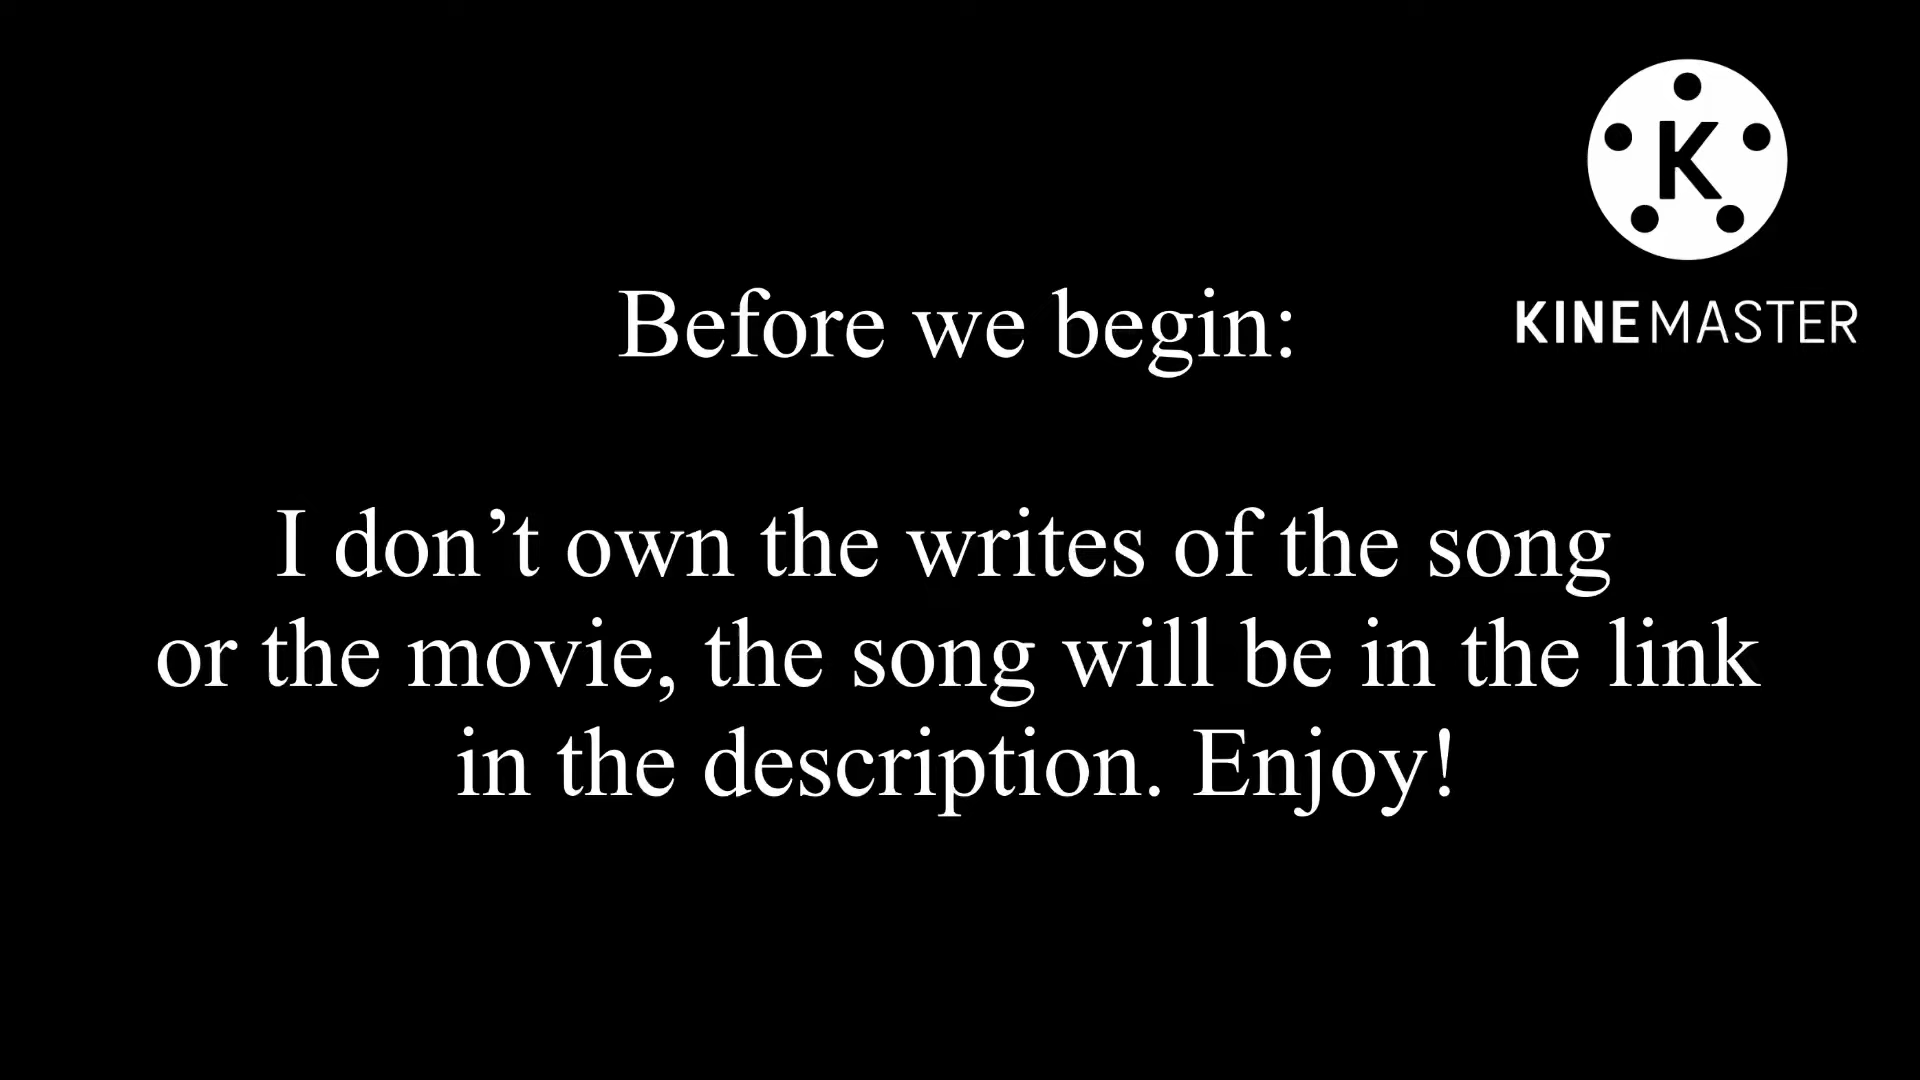 K
KINEMASTER
Before we begin:
I don’t own the writes of the song
or the movie, the song will be in the link
in the description. Enjoy!